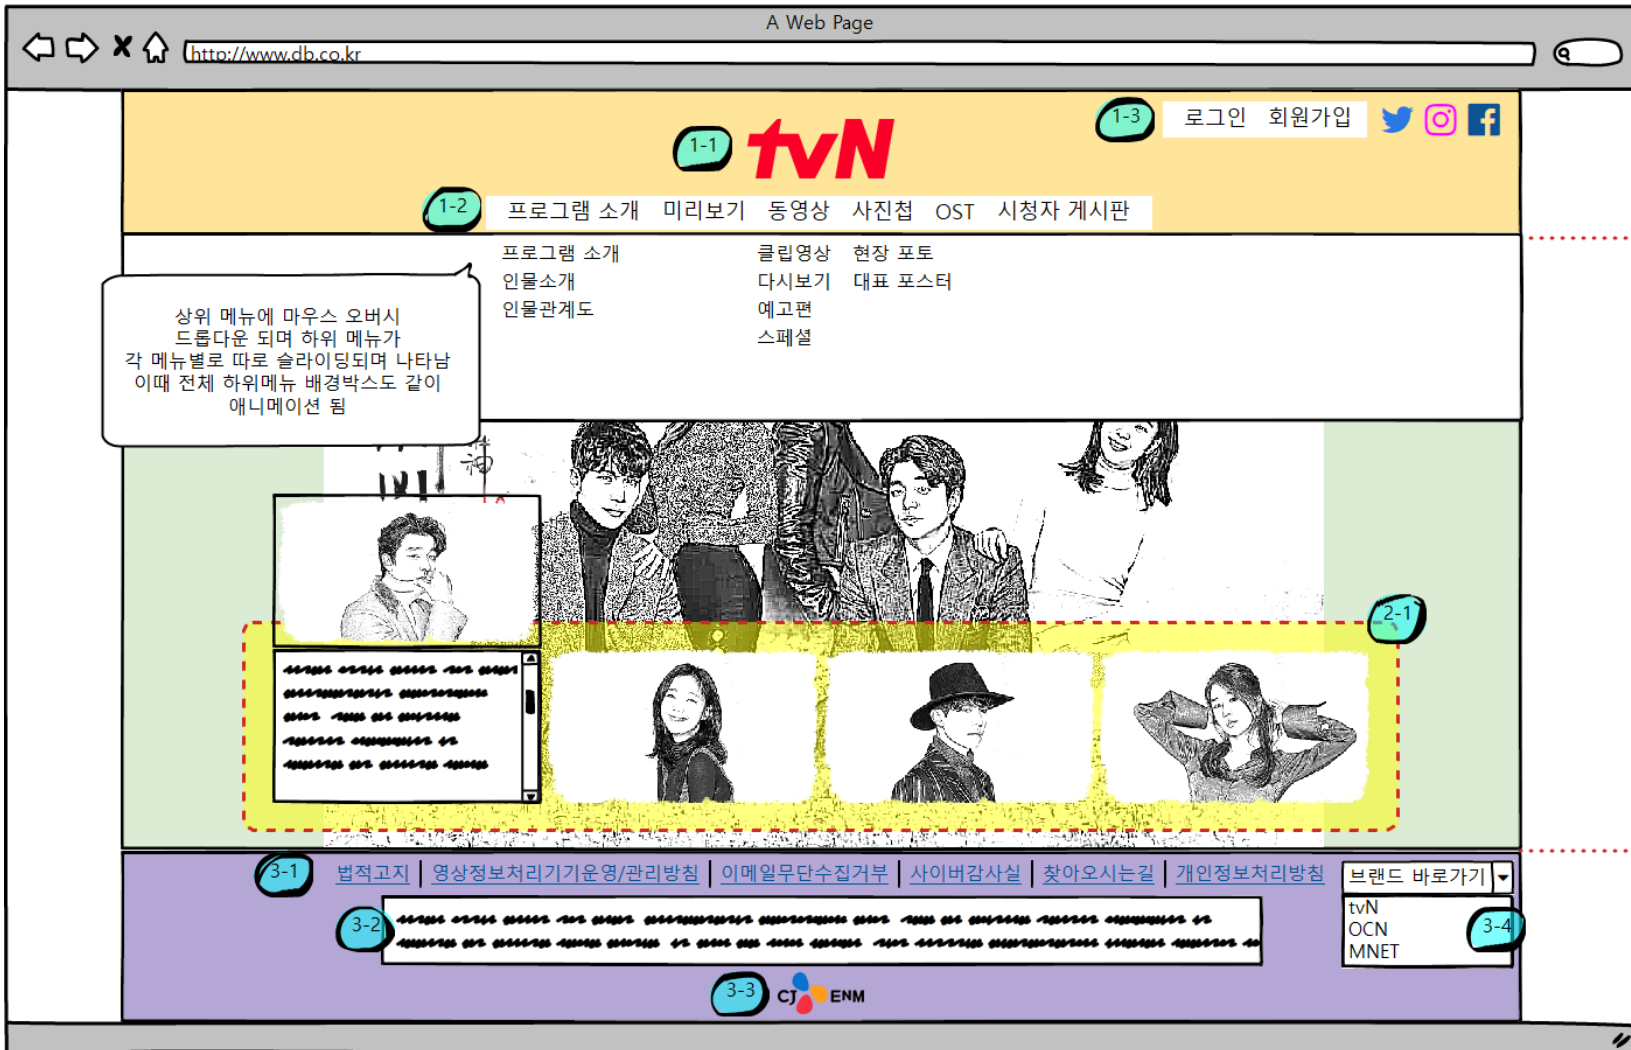 A Web Page
http://www.db.co.kr
1-3
로그인 회원가입
1-1
tvN
1-2
프로그램 소개 미리보기 동영상 사진첩 OST 시청자 게시판
프로그램 소개 클립영상 현장 포토
인물소개 다시보기 대표 포스터
인물관계도 예고편
스페셜
상위 메뉴에 마우스 오버시
드롭다운 되며 하위 메뉴가
각 메뉴별로 따로 슬라이딩되며 나타남
이때 전체 하위메뉴 배경박스도 같이
애니메이션 됨
2-1
3-1
법적고지 영상정보처리기기운영/관리방침 이메일무단수집거부 사이버감사실 찾아오시는길 개인정보처리방침
브랜드 바로가기
tvN
OCN
MNET
3-2
3-4
3-3
CJ ENM